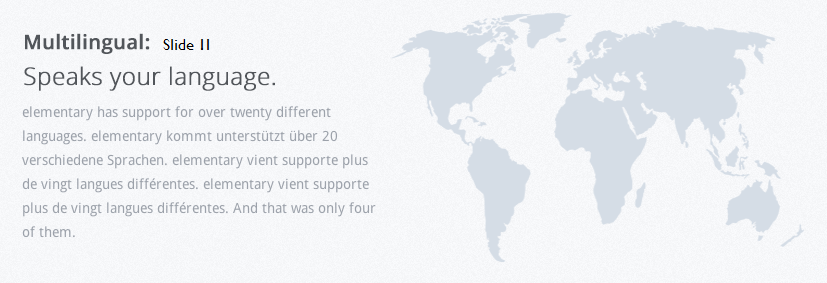 Multilingual: Slide 11
Speaks your language.
elementary has support for over twenty different
languages. elementary kommt unterstützt über 20
verschiedene Sprachen. elementary vient supporte plus
de vingt langues différentes. elementary vient supporte
plus de vingt langues différentes. And that was only four
of them.